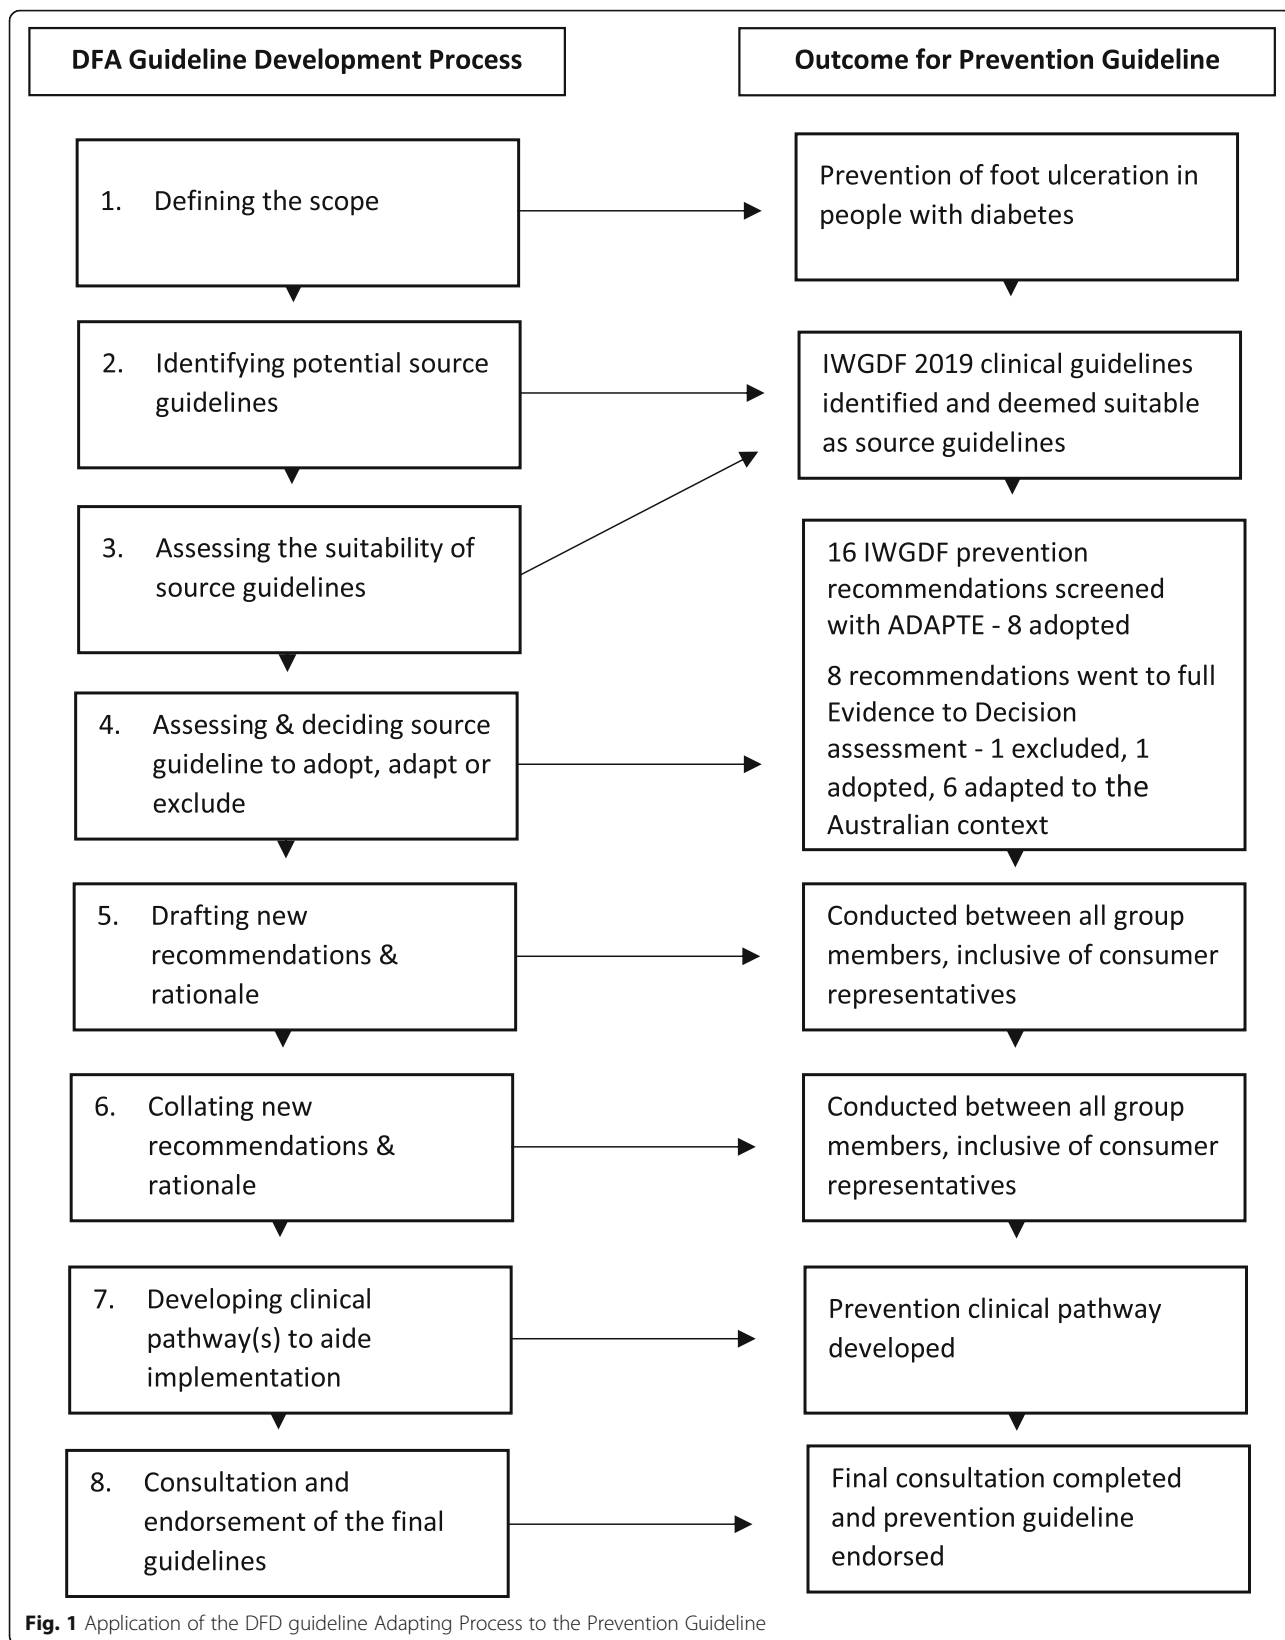 DFA Guideline Development Process
Outcome for Prevention Guideline
1. Defining the scope
Prevention of foot ulceration in
people with diabetes
2. Identifying potential source
guidelines
IWGDF 2019 clinical guidelines
identified and deemed suitable
as source guidelines
3. Assessing the suitability of
source guidelines
16 IWGDF prevention
recommendations screened
with ADAPTE - 8 adopted
8 recommendations went to full
Evidence to Decision
assessment - 1 excluded, 1
adopted, 6 adapted to the
Australian context
4. Assessing & deciding source
guideline to adopt, adapt or
exclude
5. Drafting new
recommendations &
rationale
Conducted between all group
members, inclusive of consumer
representatives
6. Collating new
recommendations &
rationale
Conducted between all group
members, inclusive of consumer
representatives
7. Developing clinical
pathway(s) to aide
implementation
Prevention clinical pathway
developed
8. Consultation and
endorsement of the final
guidelines
Final consultation completed
and prevention guideline
endorsed
Fig. 1 Application of the DFD guideline Adapting Process to the Prevention Guideline